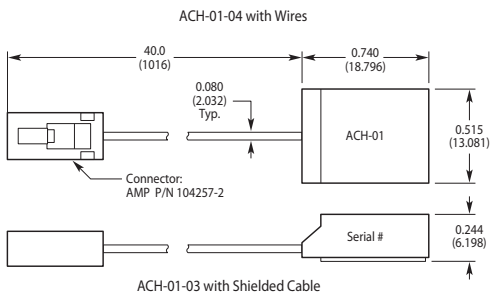 ACH-01-04 with Wires
40.0
(1016)
0.740
(18.796)
0.080
(2.032)
Typ.
ACH-01
0.515
(13.081)
Connector:
AMP P/N 104257-2
Serial #
0.244
(6.198)
ACH-01-03 with Shielded Cable